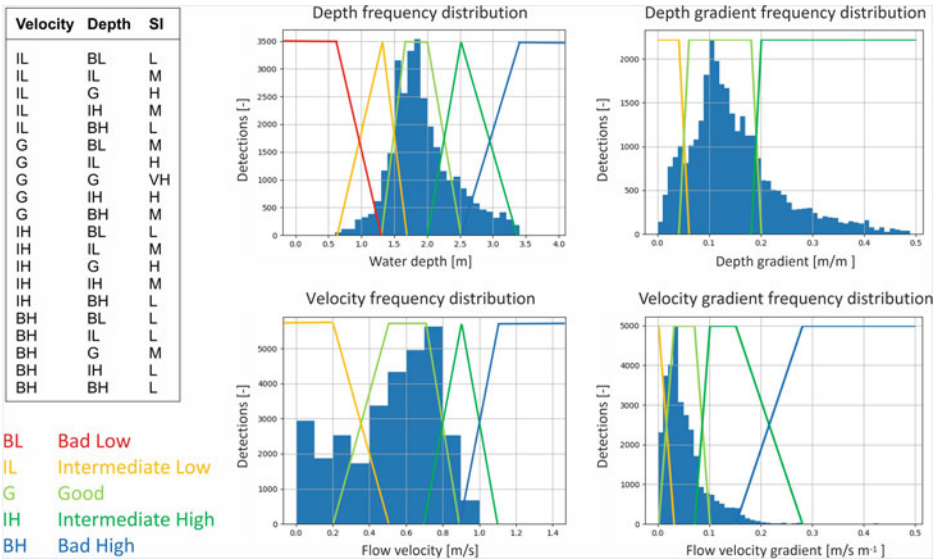 Velocity Depth SI
IL BL L
IL IL M
IL G H
IL IH M
IL BH L
G BL M
G IL H
G G VH
G IH H
G BH M
IH BL L
IH IL M
IH G H
IH IH M
IH BH L
BH BL L
BH IL L
BH G M
BH IH L
BH BH L
BL Bad Low
IL Intermediate Low
G Good
IH Intermediate High
BH Bad High
Depth frequency distribution
Detections [-]
3500
3000
2500
2000
1500
1000
500
0
0.0 0.5 1.0 1.5 2.0 2.5 3.0 3.5 4.0
Water depth [m]
Depth gradient frequency distribution
Detections [-]
2000
1500
1000
500
0
0.0 0.1 0.2 0.3 0.4 0.5
Depth gradient [m/m ]
Velocity frequency distribution
Detections [-]
5000
4000
3000
2000
1000
0
0.0 0.2 0.4 0.6 0.8 1.0 1.2 1.4
Flow velocity [m/s]
Velocity gradient frequency distribution
Detections [-]
5000
4000
3000
2000
1000
0
0.0 0.1 0.2 0.3 0.4 0.5
Flow velocity gradient [m/s m⁻¹]